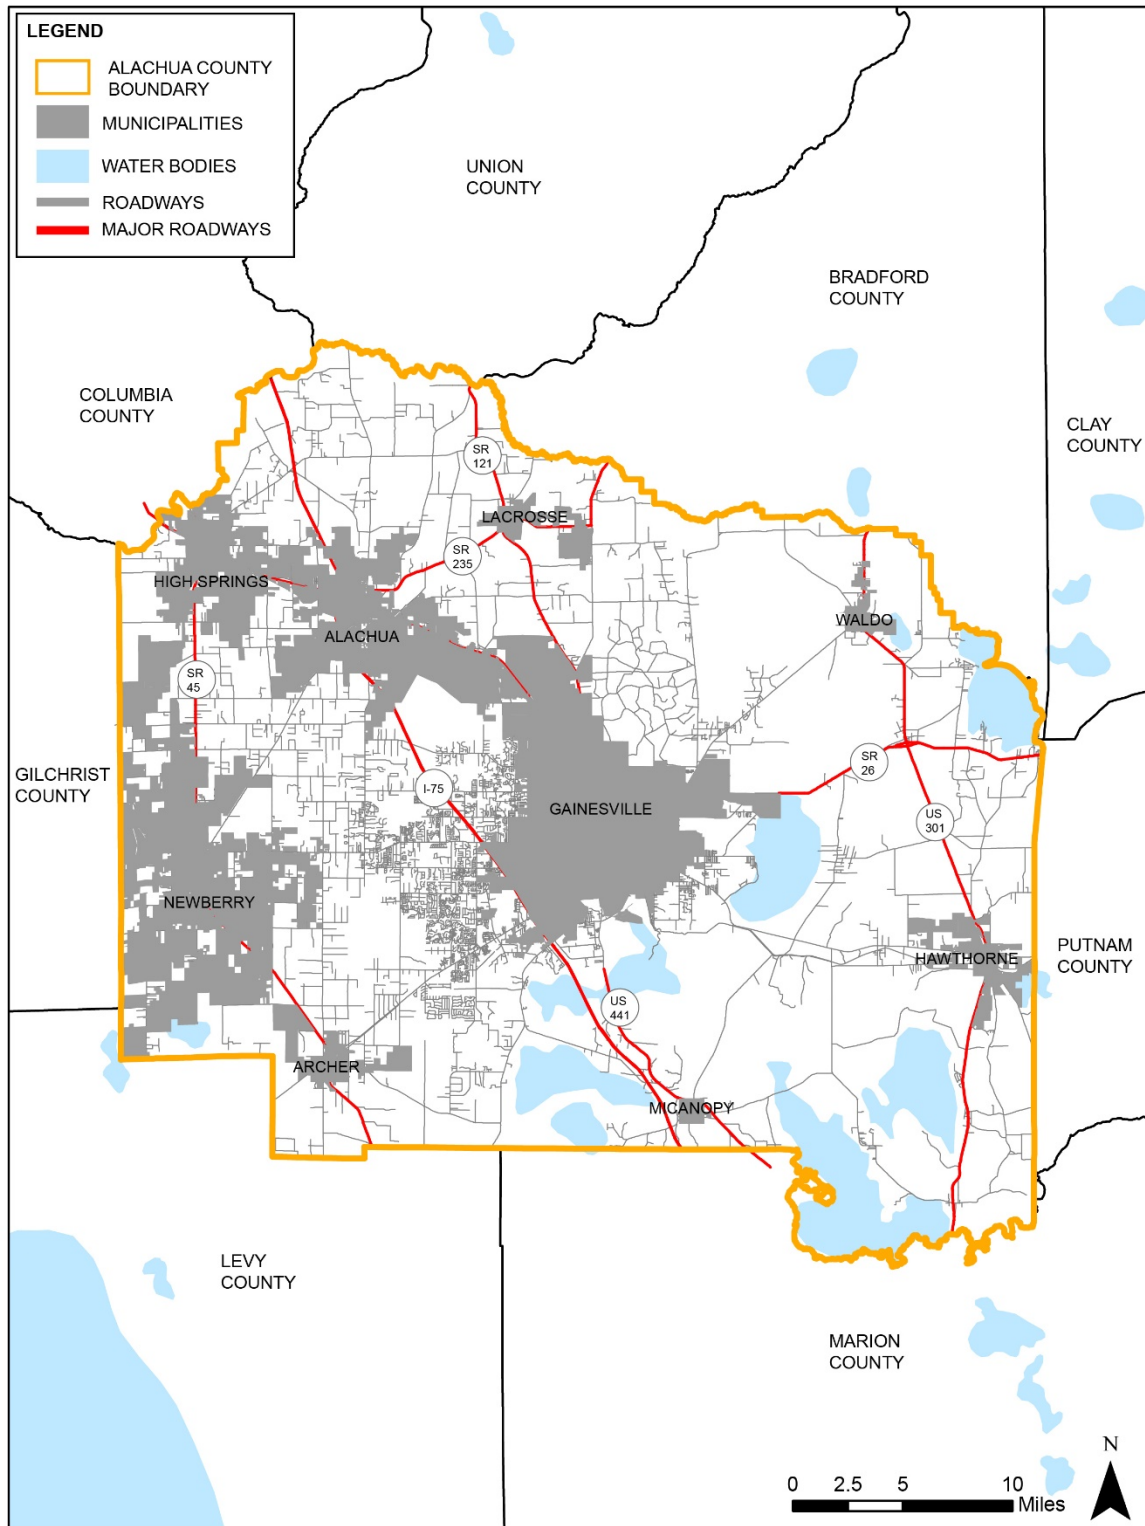 LEGEND
ALACHUA COUNTY
BOUNDARY
MUNICIPALITIES
WATER BODIES
ROADWAYS
MAJOR ROADWAYS
UNION
COUNTY
BRADFORD
COUNTY
COLUMBIA
COUNTY
CLAY
COUNTY
SR
121
LACROSSE
SR
235
HIGH SPRINGS
ALACHUA
WALDO
SR
45
SR
26
GILCHRIST
COUNTY
I-75
GAINESVILLE
US
301
NEWBERRY
HAWTHORNE
PUTNAM
COUNTY
US
441
ARCHER
MICANOPY
LEVY
COUNTY
MARION
COUNTY
N
0 2.5 5 10
Miles